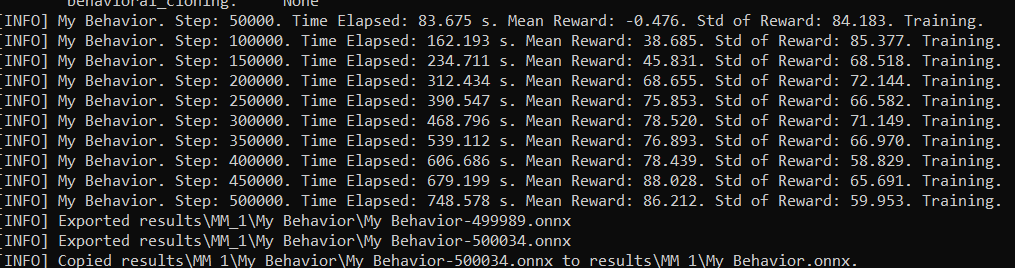 behavioral_cloning:     None
[INFO] My Behavior. Step: 50000. Time Elapsed: 83.675 s. Mean Reward: -0.476. Std of Reward: 84.183. Training.
[INFO] My Behavior. Step: 100000. Time Elapsed: 162.193 s. Mean Reward: 38.685. Std of Reward: 85.377. Training.
[INFO] My Behavior. Step: 150000. Time Elapsed: 234.711 s. Mean Reward: 45.831. Std of Reward: 68.518. Training.
[INFO] My Behavior. Step: 200000. Time Elapsed: 312.434 s. Mean Reward: 68.655. Std of Reward: 72.144. Training.
[INFO] My Behavior. Step: 250000. Time Elapsed: 390.547 s. Mean Reward: 75.853. Std of Reward: 66.582. Training.
[INFO] My Behavior. Step: 300000. Time Elapsed: 468.796 s. Mean Reward: 78.520. Std of Reward: 71.149. Training.
[INFO] My Behavior. Step: 350000. Time Elapsed: 539.112 s. Mean Reward: 76.893. Std of Reward: 66.970. Training.
[INFO] My Behavior. Step: 400000. Time Elapsed: 606.686 s. Mean Reward: 78.439. Std of Reward: 58.829. Training.
[INFO] My Behavior. Step: 450000. Time Elapsed: 679.199 s. Mean Reward: 88.028. Std of Reward: 65.691. Training.
[INFO] My Behavior. Step: 500000. Time Elapsed: 748.578 s. Mean Reward: 86.212. Std of Reward: 59.953. Training.
[INFO] Exported results\MM_1\My Behavior\My Behavior-499989.onnx
[INFO] Exported results\MM_1\My Behavior\My Behavior-500034.onnx
[INFO] Copied results\MM_1\My Behavior\My Behavior-500034.onnx to results\MM_1\My Behavior.onnx.